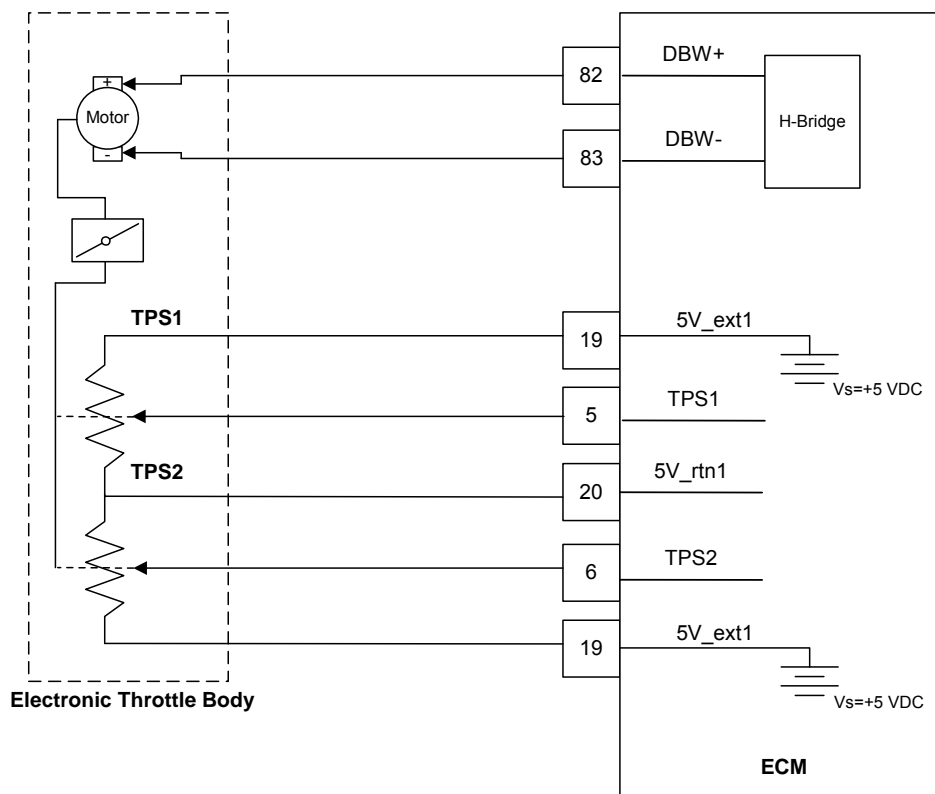 DBW+
82
+
Motor
H-Bridge
DBW-
-
83
TPS1
19
5V_ext1
Vs=+5 VDC
5
TPS1
TPS2
20
5V_rtn1
6
TPS2
19
5V_ext1
Electronic Throttle Body
Vs=+5 VDC
ECM